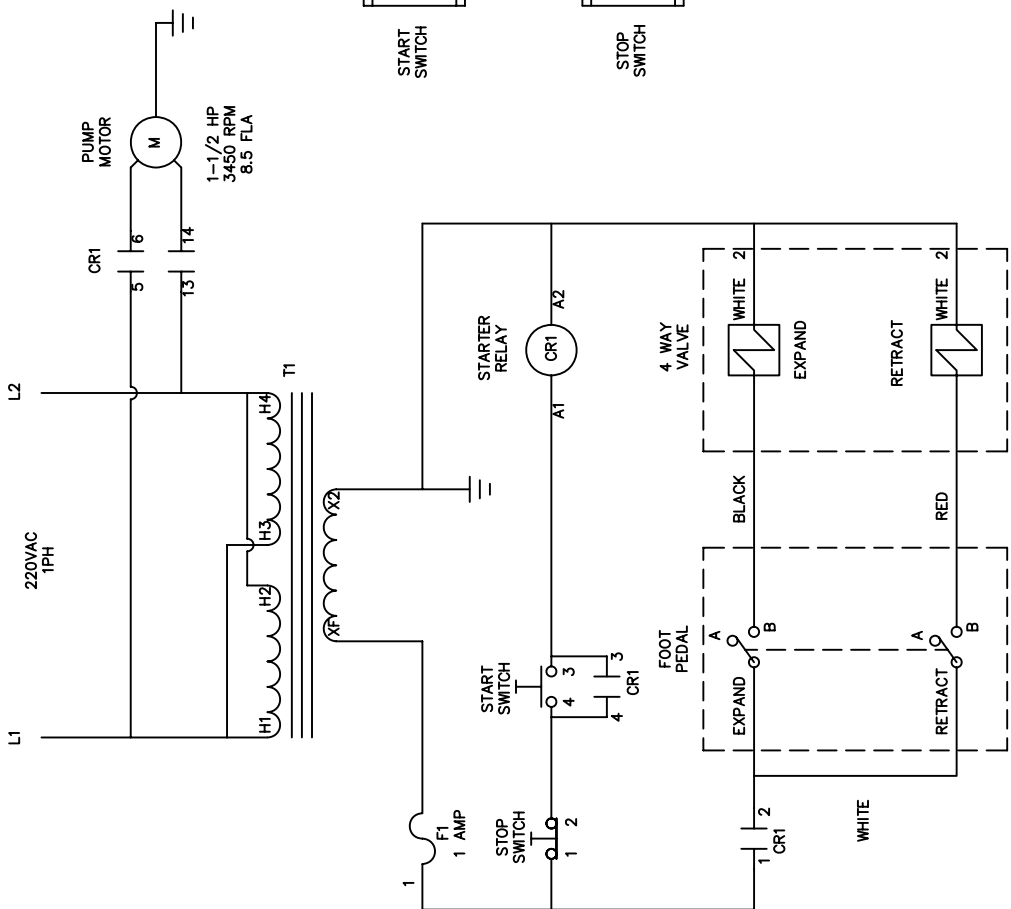 L1
220VAC
1PH
L2
CR1
5
6
13
14
PUMP
MOTOR
M
1-1/2 HP
3450 RPM
8.5 FLA
H1
H2
H3
H4
T1
XF
X2
1
F1
1 AMP
STOP
SWITCH
1
2
START
SWITCH
4
3
4
3
CR1
STARTER
RELAY
A1
CR1
A2
1
2
CR1
WHITE
FOOT
PEDAL
EXPAND
A
B
RETRACT
A
B
BLACK
RED
4 WAY
VALVE
WHITE
2
EXPAND
RETRACT
WHITE
2
START
SWITCH
STOP
SWITCH